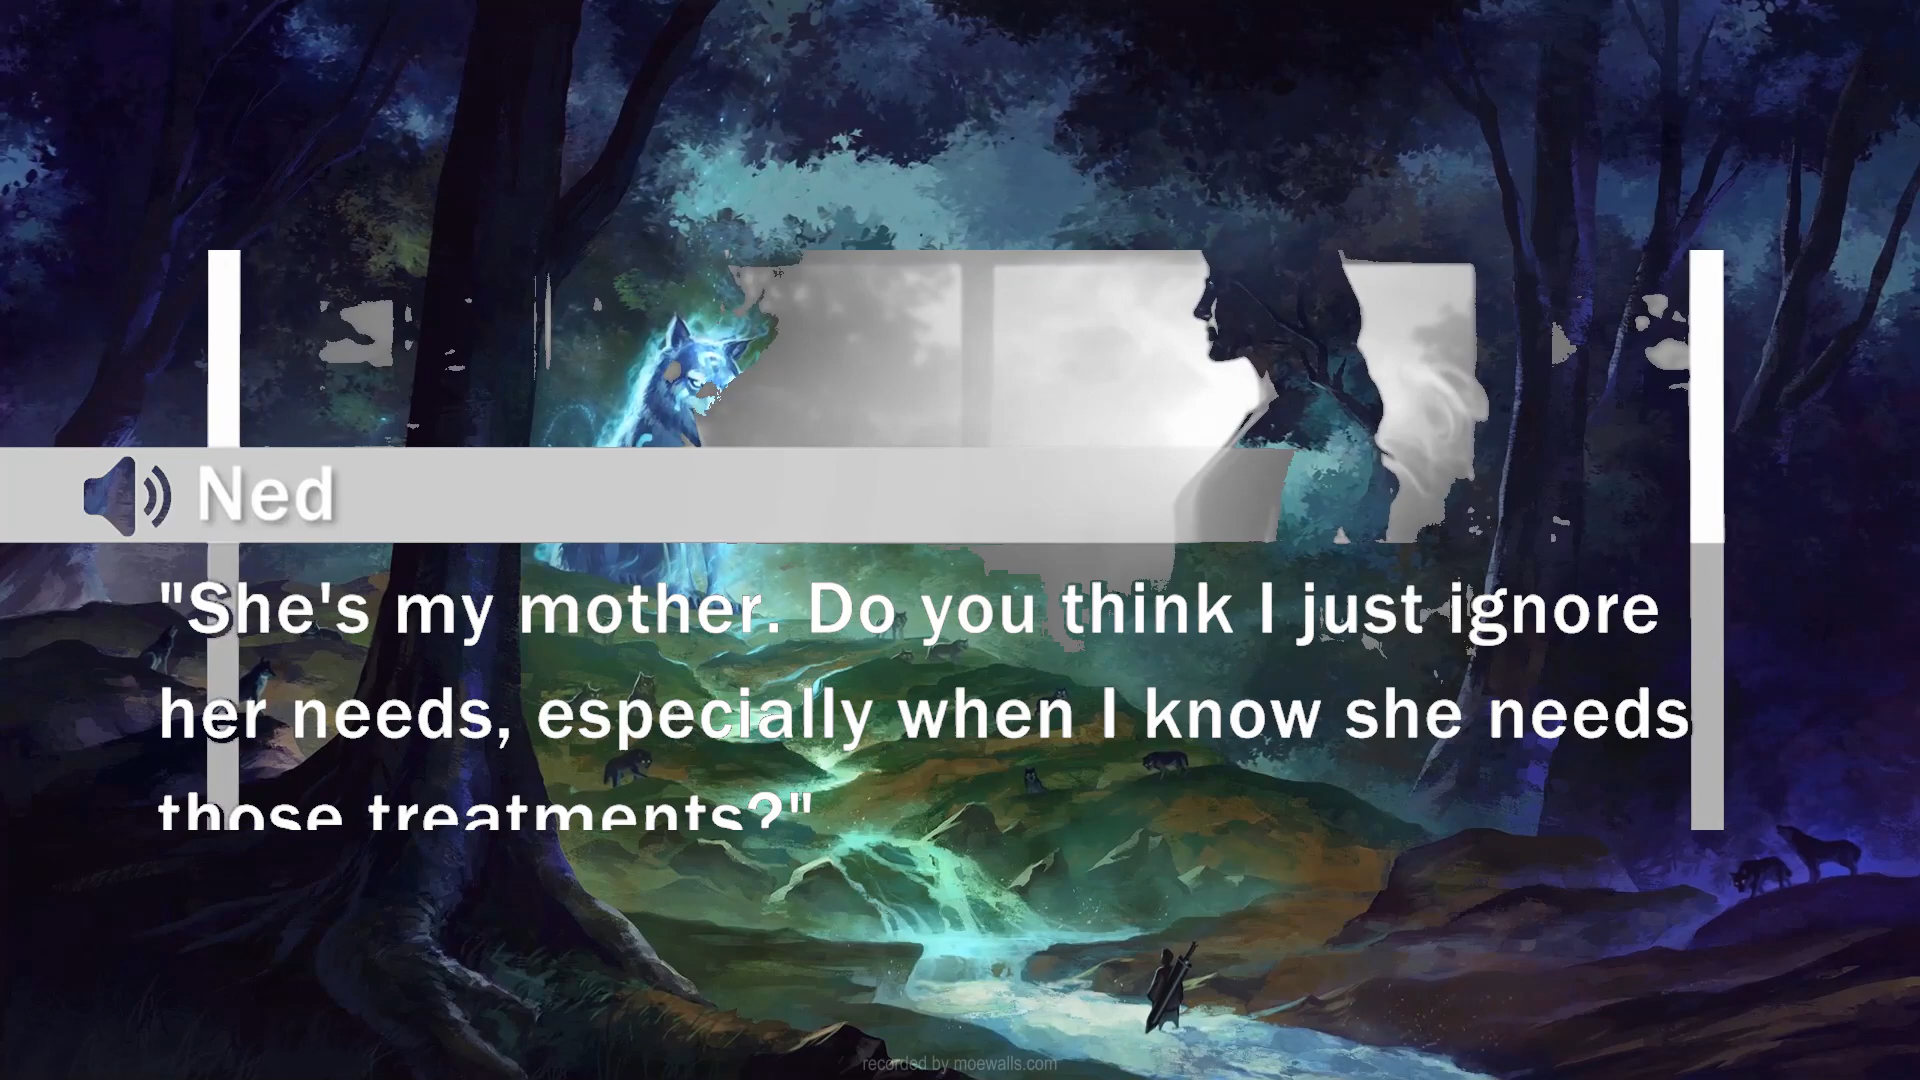 Ned
"She's my mother. Do you think I just ignore
her needs, especially when I know she needs
those treatments?"
recorded by moewalls.com